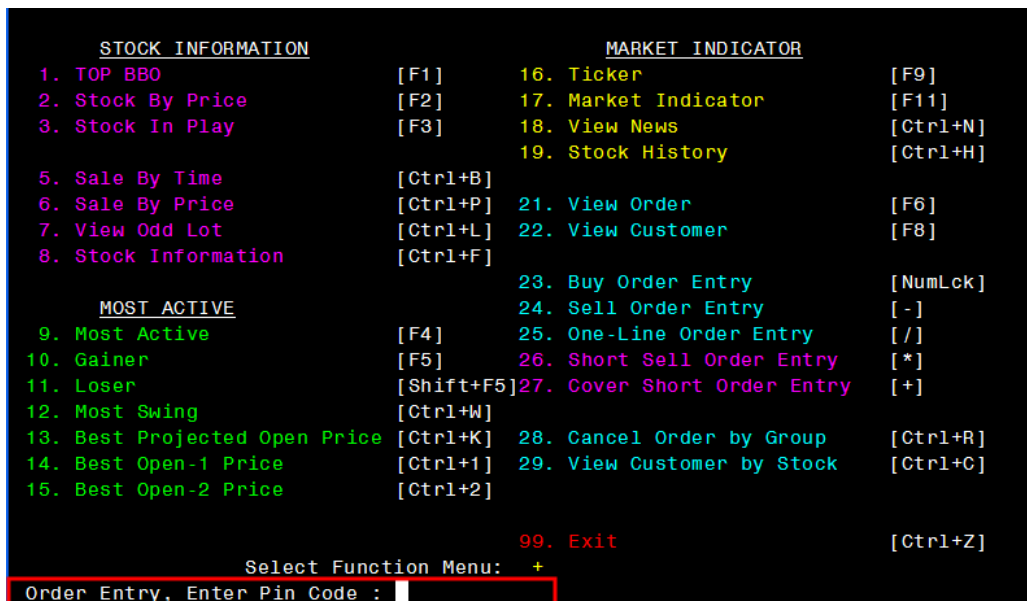 STOCK INFORMATION MARKET INDICATOR
1. TOP BBO [F1] 16. Ticker [F9]
2. Stock By Price [F2] 17. Market Indicator [F11]
3. Stock In Play [F3] 18. View News [Ctrl+N]
19. Stock History [Ctrl+H]
5. Sale By Time [Ctrl+B]
6. Sale By Price [Ctrl+P] 21. View Order [F6]
7. View Odd Lot [Ctrl+L] 22. View Customer [F8]
8. Stock Information [Ctrl+F]
23. Buy Order Entry [NumLck]
MOST ACTIVE 24. Sell Order Entry [-]
9. Most Active [F4] 25. One-Line Order Entry [/]
10. Gainer [F5] 26. Short Sell Order Entry [*]
11. Loser [Shift+F5] 27. Cover Short Order Entry [+]
12. Most Swing [Ctrl+W]
13. Best Projected Open Price [Ctrl+K] 28. Cancel Order by Group [Ctrl+R]
14. Best Open-1 Price [Ctrl+1] 29. View Customer by Stock [Ctrl+C]
15. Best Open-2 Price [Ctrl+2]
99. Exit [Ctrl+Z]
Select Function Menu: +
Order Entry, Enter Pin Code :